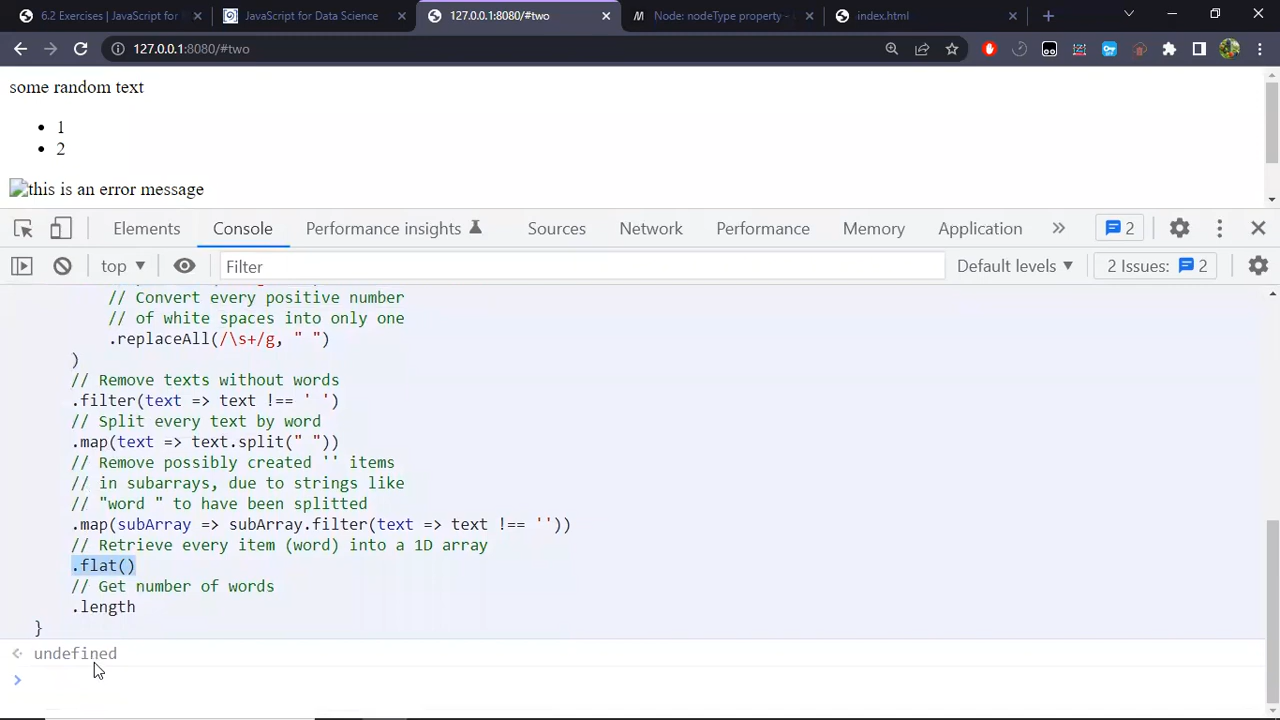 6.2 Exercises | JavaScript for
JavaScript for Data Science
127.0.0.1:8080/#two
Node: nodeType property -
index.html
127.0.0.1:8080/#two
some random text
1
2
this is an error message
Elements
Console
Performance insights
Sources
Network
Performance
Memory
Application
2
top
Filter
Default levels
2 Issues:
2
// Convert every positive number
// of white spaces into only one
.replaceAll(/\s+/g, " ")
)
// Remove texts without words
.filter(text => text !== ' ')
// Split every text by word
.map(text => text.split(" "))
// Remove possibly created '' items
// in subarrays, due to strings like
// "word " to have been splitted
.map(subArray => subArray.filter(text => text !== ''))
// Retrieve every item (word) into a 1D array
.flat()
// Get number of words
.length
}
undefined